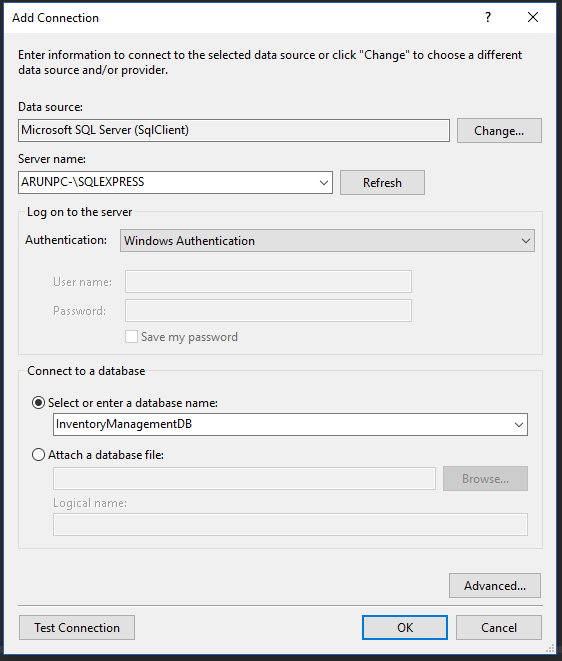 Add Connection
?
Enter information to connect to the selected data source or click "Change" to choose a different
data source and/or provider.
Data source:
Microsoft SQL Server (SqlClient)
Change...
Server name:
ARUNPC-\SQLEXPRESS
Refresh
Log on to the server
Authentication:
Windows Authentication
User name:
Password:
Save my password
Connect to a database
Select or enter a database name:
InventoryManagementDB
Attach a database file:
Browse...
Logical name:
Advanced...
Test Connection
OK
Cancel